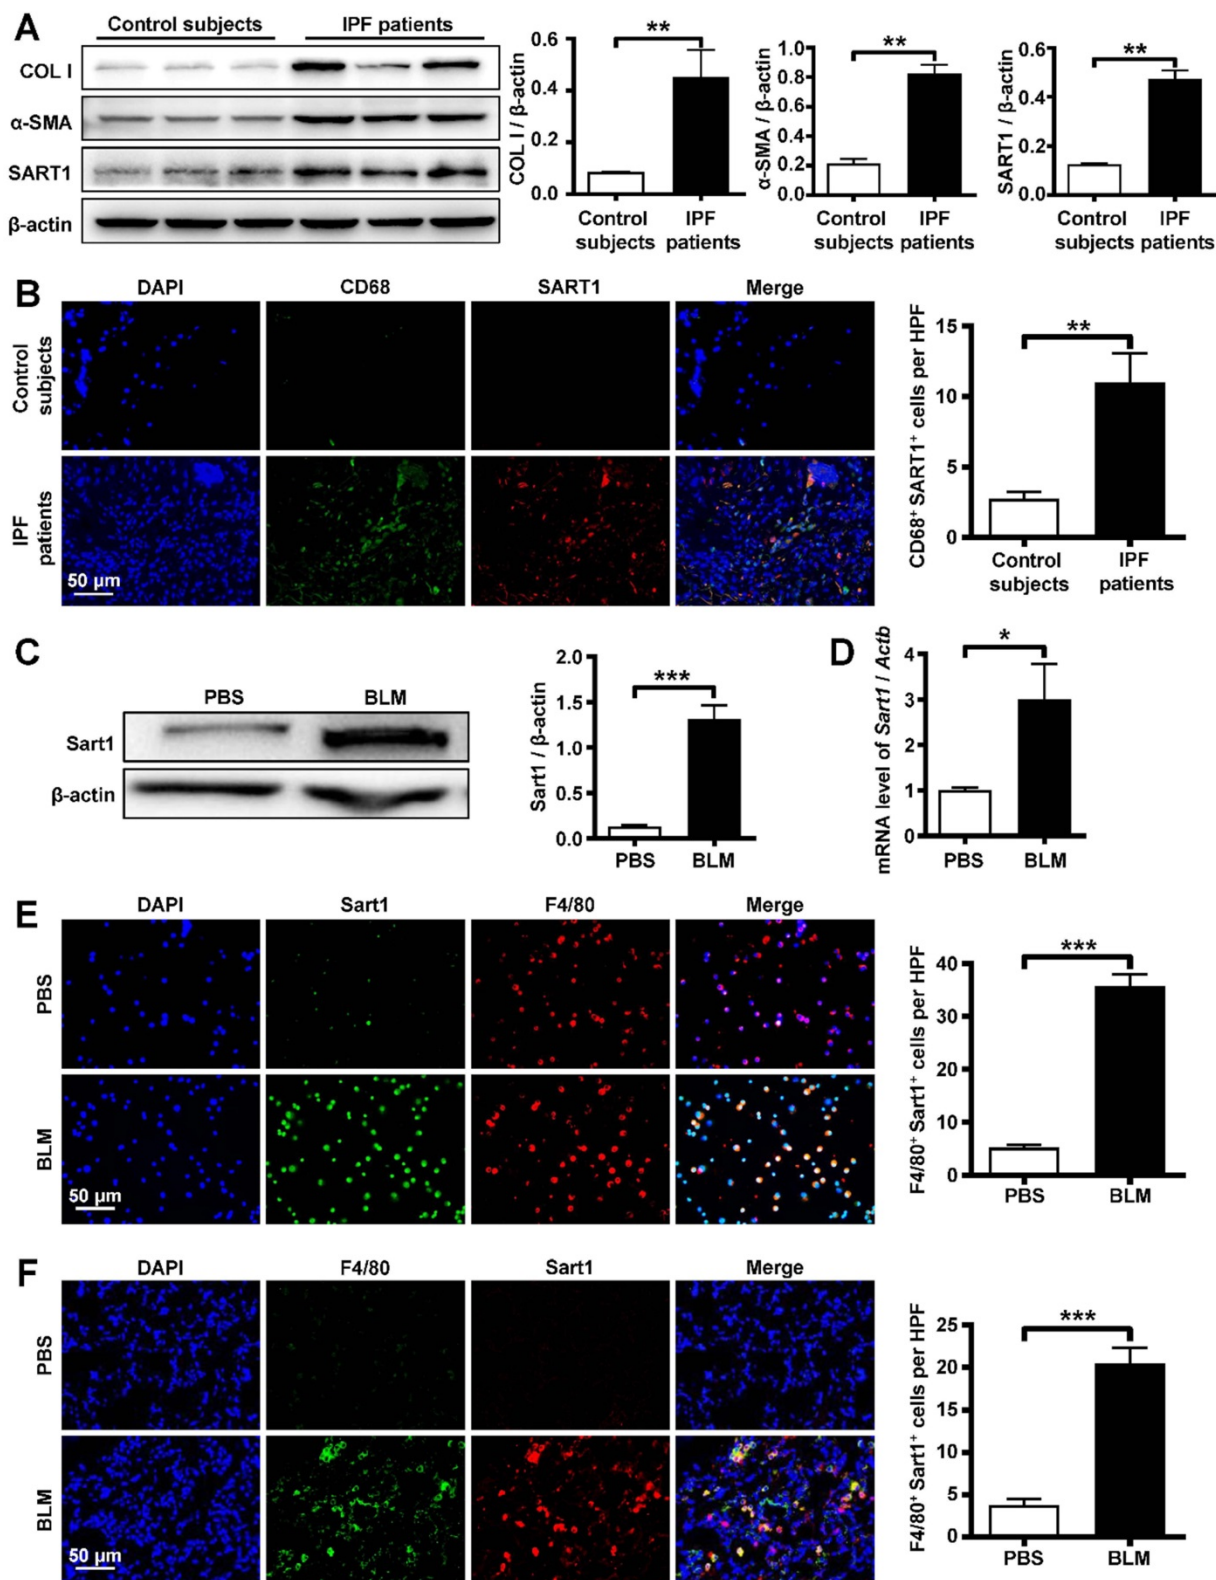 A
Control subjects IPF patients
COL I
α-SMA
SART1
β-actin
COL I / β-actin
0.6
0.4
0.2
0.0
**
Control subjects
IPF patients
α-SMA / β-actin
1.0
0.8
0.6
0.4
0.2
0.0
**
Control subjects
IPF patients
SART1 / β-actin
0.6
0.4
0.2
0.0
**
Control subjects
IPF patients
B
DAPI CD68 SART1 Merge
Control subjects
IPF patients
50 µm
CD68⁺ SART1⁺ cells per HPF
15
10
5
0
**
Control subjects
IPF patients
C
PBS BLM
Sart1
β-actin
Sart1 / β-actin
2.0
1.5
1.0
0.5
0.0
***
PBS BLM
D
mRNA level of Sart1 / Actb
4
3
2
1
0
*
PBS BLM
E
DAPI Sart1 F4/80 Merge
PBS
BLM
50 µm
F4/80⁺ Sart1⁺ cells per HPF
40
30
20
10
0
***
PBS BLM
F
DAPI F4/80 Sart1 Merge
PBS
BLM
50 µm
F4/80⁺ Sart1⁺ cells per HPF
25
20
15
10
5
0
***
PBS BLM